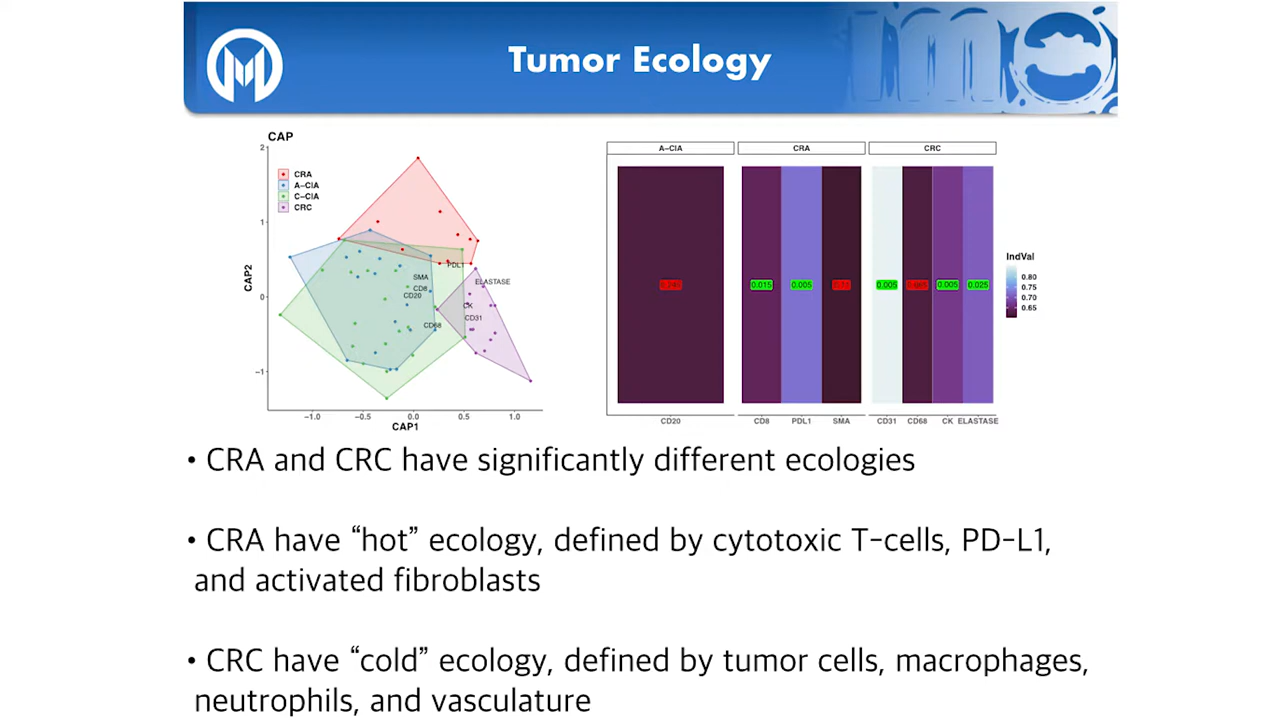 Tumor Ecology
CAP
CRA
A-CIA
C-CIA
CRC
2
1
0
-1
CAP2
-1.0 -0.5 0.0 0.5 1.0
CAP1
PDL1
SMA
ELASTASE
CD8
CD20
CK
CD31
CD68
A-CIA CRA CRC
0.015 0.005 0.005 0.005 0.025
CD20 CD8 PDL1 SMA CD31 CD68 CK ELASTASE
IndVal
0.80
0.75
0.70
0.65
• CRA and CRC have significantly different ecologies
• CRA have “hot” ecology, defined by cytotoxic T-cells, PD-L1,
and activated fibroblasts
• CRC have “cold” ecology, defined by tumor cells, macrophages,
neutrophils, and vasculature